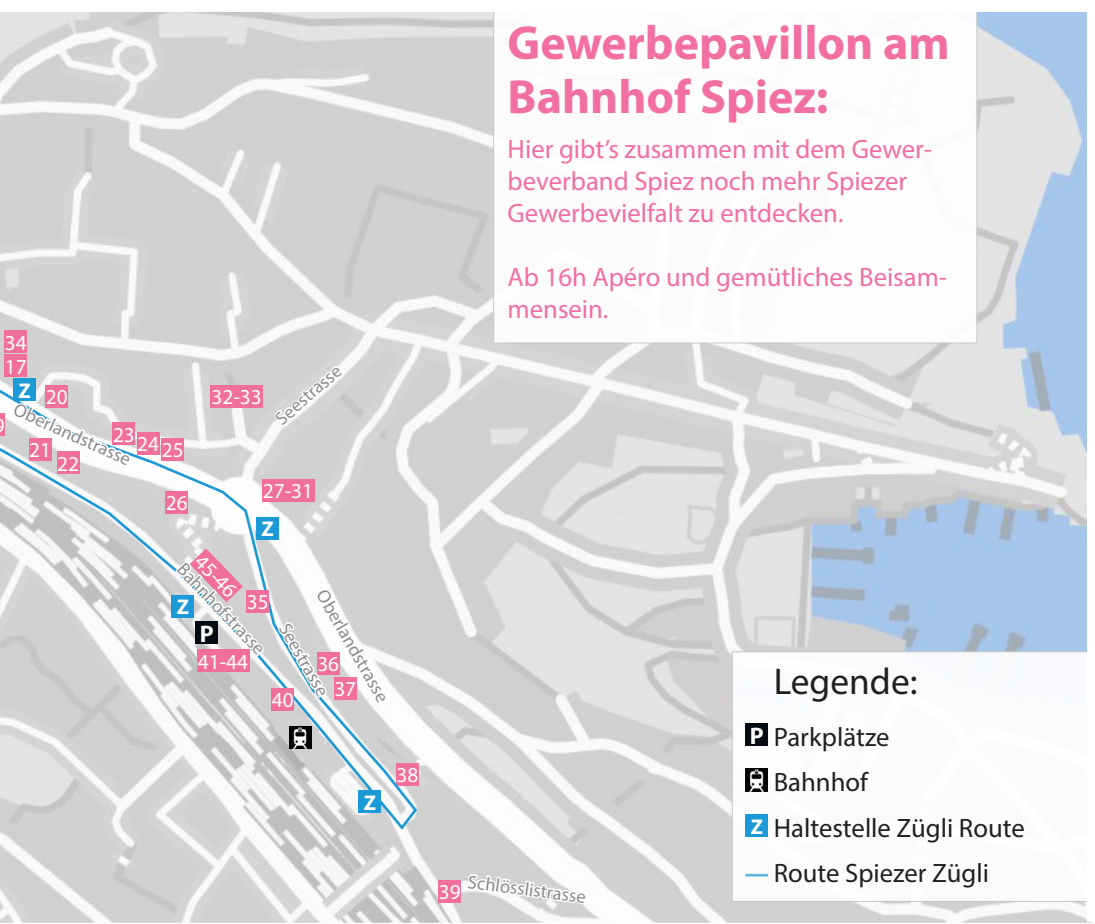 Gewerbepavillon am
Bahnhof Spiez:
Hier gibt's zusammen mit dem Gewer-
beverband Spiez noch mehr Spiezer
Gewerbevielfalt zu entdecken.
Ab 16h Apéro und gemütliches Beisam-
mensein.
34
17
Z
20
32-33
Seestrasse
Oberlandstrasse
9
21
22
23
24
25
26
27-31
Z
45-46
Bahnhofstrasse
Z
P
41-44
35
Seestrasse
Oberlandstrasse
36
37
40
38
Z
39
Schlösslistrasse
Legende:
P Parkplätze
Bahnhof
Z Haltestelle Zügli Route
Route Spiezer Zügli